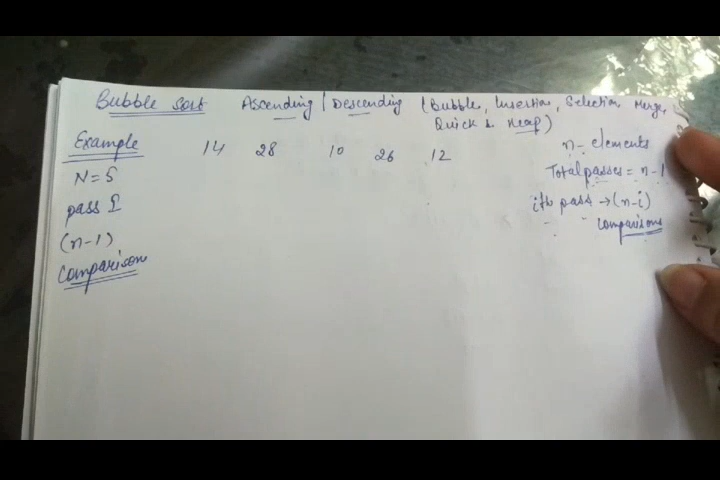 Bubble Sort Ascending / Descending (Bubble, Insertion, Selection Merge,
Quick & Heap)
Example 14 28 10 26 12
n- elements
N=5
Total passes = n-1
pass 1
ith pass → (n-i)
comparisons
(n-1)
Comparison